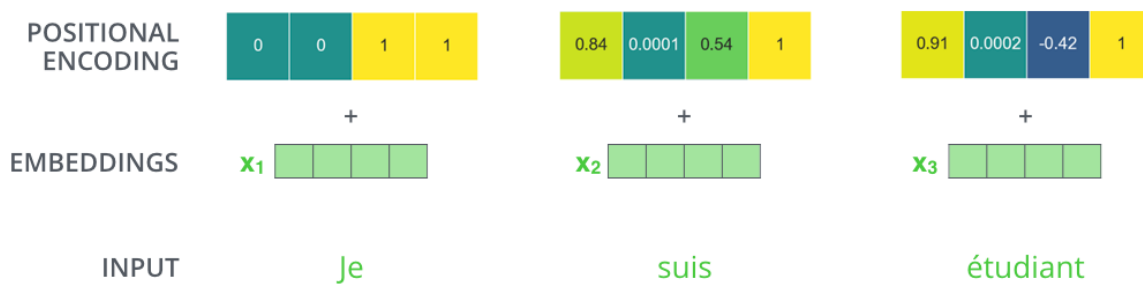 POSITIONAL ENCODING
0 0 1 1
0.84 0.0001 0.54 1
0.91 0.0002 -0.42 1
+ + +
EMBEDDINGS x1 x2 x3
INPUT Je suis étudiant